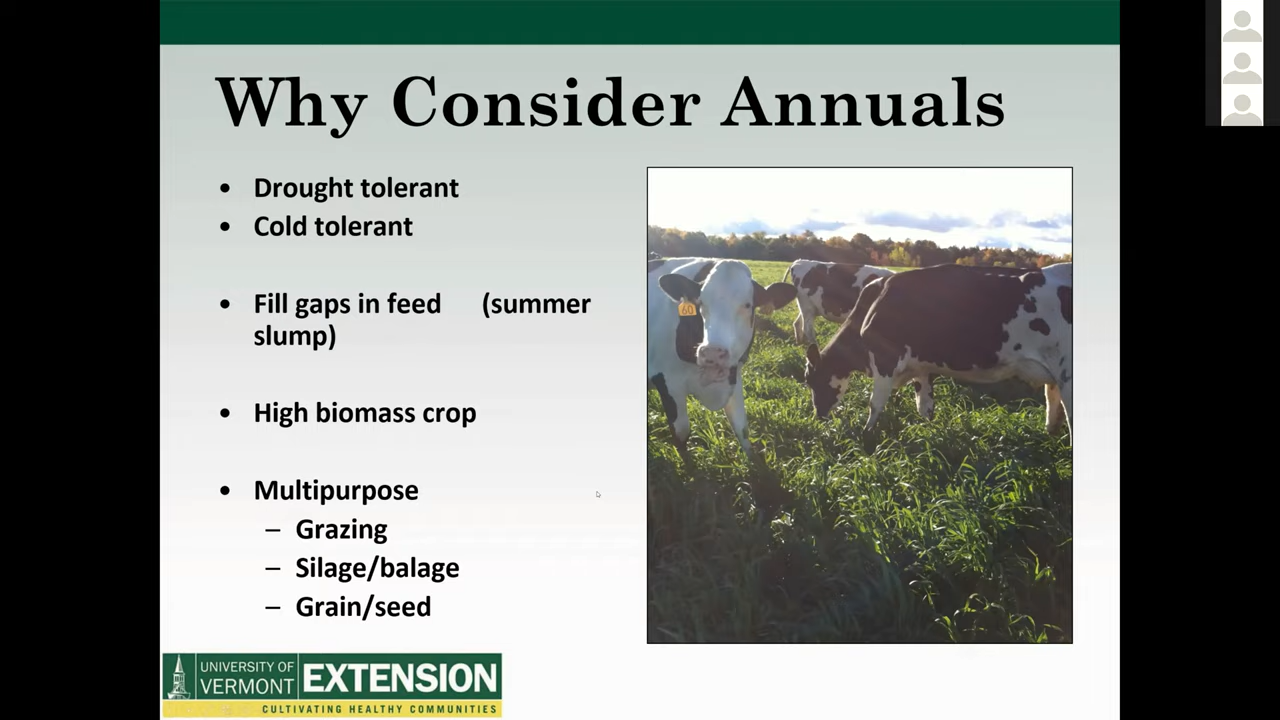 Why Consider Annuals
• Drought tolerant
• Cold tolerant
• Fill gaps in feed (summer
slump)
• High biomass crop
• Multipurpose
– Grazing
– Silage/balage
– Grain/seed
60
UNIVERSITY OF
VERMONT
EXTENSION
CULTIVATING HEALTHY COMMUNITIES